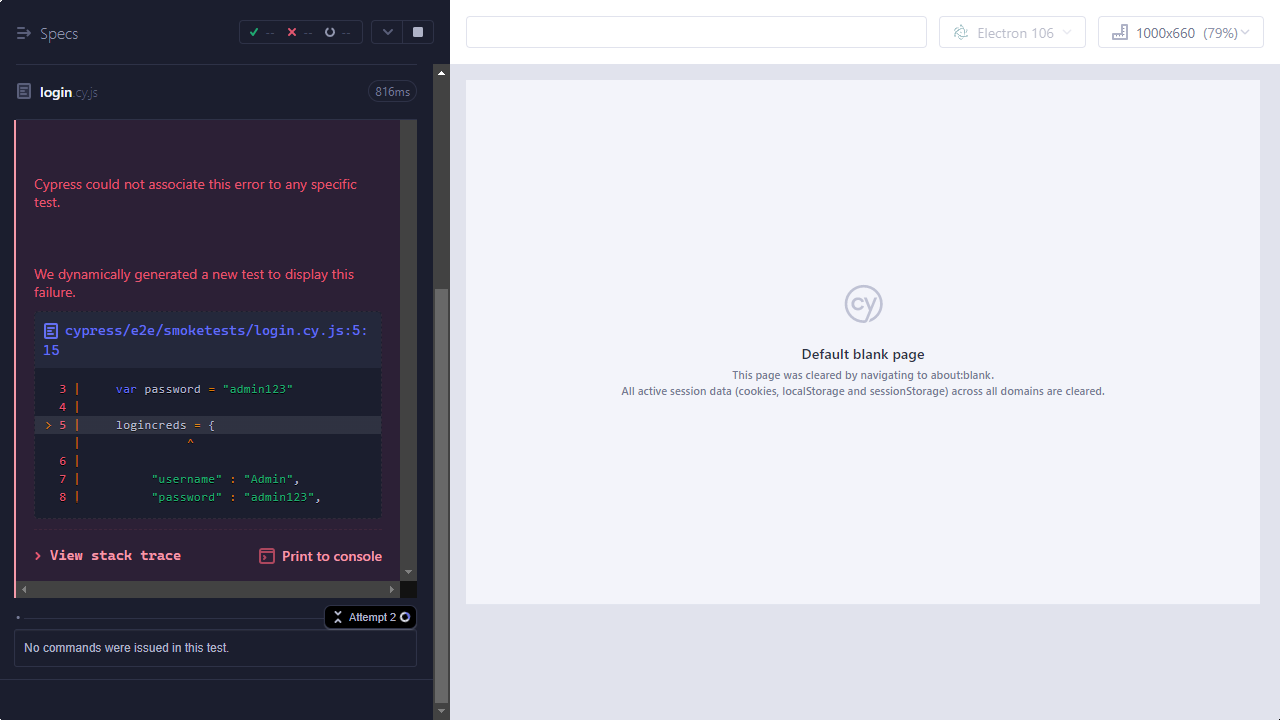 Specs
--
--
--
Electron 106
1000x660 (79%)
login.cy.js
816ms
Cypress could not associate this error to any specific
test.
We dynamically generated a new test to display this
failure.
cypress/e2e/smoketests/login.cy.js:5:
15
3 | var password = "admin123"
4 |
> 5 | logincreds = {
| ^
6 |
7 | "username" : "Admin",
8 | "password" : "admin123",
> View stack trace
Print to console
Attempt 2
No commands were issued in this test.
cy
Default blank page
This page was cleared by navigating to about:blank.
All active session data (cookies, localStorage and sessionStorage) across all domains are cleared.